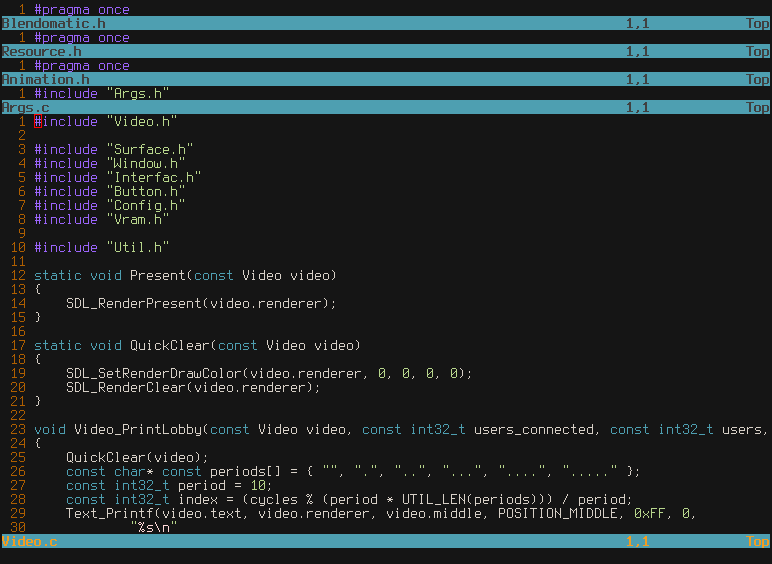 1 #pragma once
Blendomatic.h 1,1 Top
1 #pragma once
Resource.h 1,1 Top
1 #pragma once
Animation.h 1,1 Top
1 #include "Args.h"
Args.c 1,1 Top
1 #include "Video.h"
2
3 #include "Surface.h"
4 #include "Window.h"
5 #include "Interfac.h"
6 #include "Button.h"
7 #include "Config.h"
8 #include "Vram.h"
9
10 #include "Util.h"
11
12 static void Present(const Video video)
13 {
14     SDL_RenderPresent(video.renderer);
15 }
16
17 static void QuickClear(const Video video)
18 {
19     SDL_SetRenderDrawColor(video.renderer, 0, 0, 0, 0);
20     SDL_RenderClear(video.renderer);
21 }
22
23 void Video_PrintLobby(const Video video, const int32_t users_connected, const int32_t users,
24 {
25     QuickClear(video);
26     const char* const periods[] = { "", ".", "..", "...", "....", "....." };
27     const int32_t period = 10;
28     const int32_t index = (cycles % (period * UTIL_LEN(periods))) / period;
29     Text_Printf(video.text, video.renderer, video.middle, POSITION_MIDDLE, 0xFF, 0,
30             "%s\n"
Video.c 1,1 Top